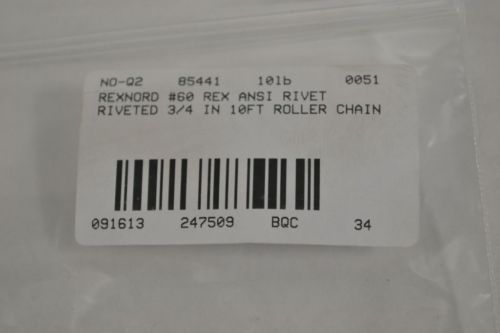 NO-Q2 85441 10lb 0051
REXNORD #60 REX ANSI RIVET
RIVETED 3/4 IN 10FT ROLLER CHAIN
091613 247509 BQC 34